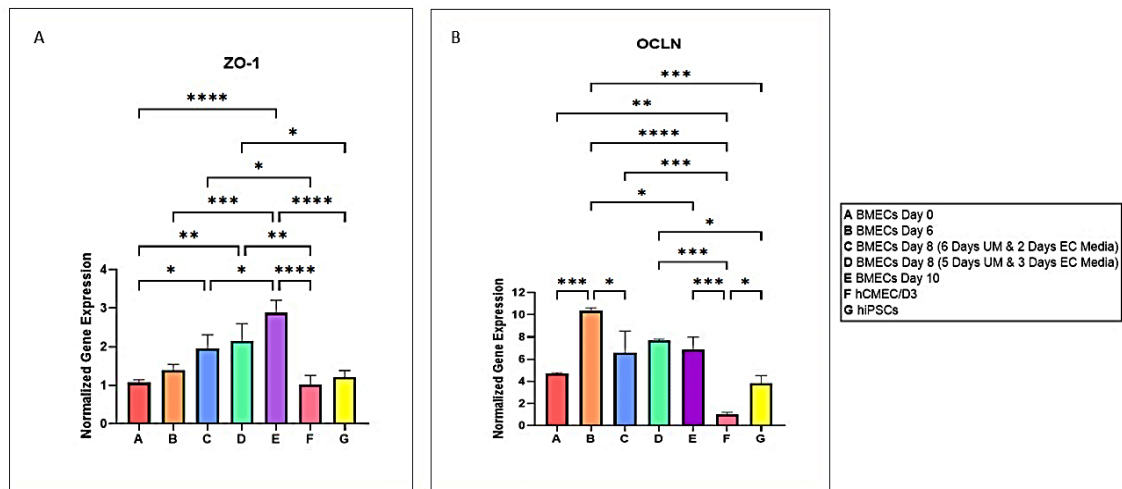 A
ZO-1
****
*
*
*** ****
** **
* * ****
Normalized Gene Expression
4
3
2
1
0
A B C D E F G
B
OCLN
***
**
****
***
*
*
***
*** * *** *
Normalized Gene Expression
12
10
8
6
4
2
0
A B C D E F G
A BMECs Day 0
B BMECs Day 6
C BMECs Day 8 (6 Days UM & 2 Days EC Media)
D BMECs Day 8 (5 Days UM & 3 Days EC Media)
E BMECs Day 10
F hCMEC/D3
G hiPSCs